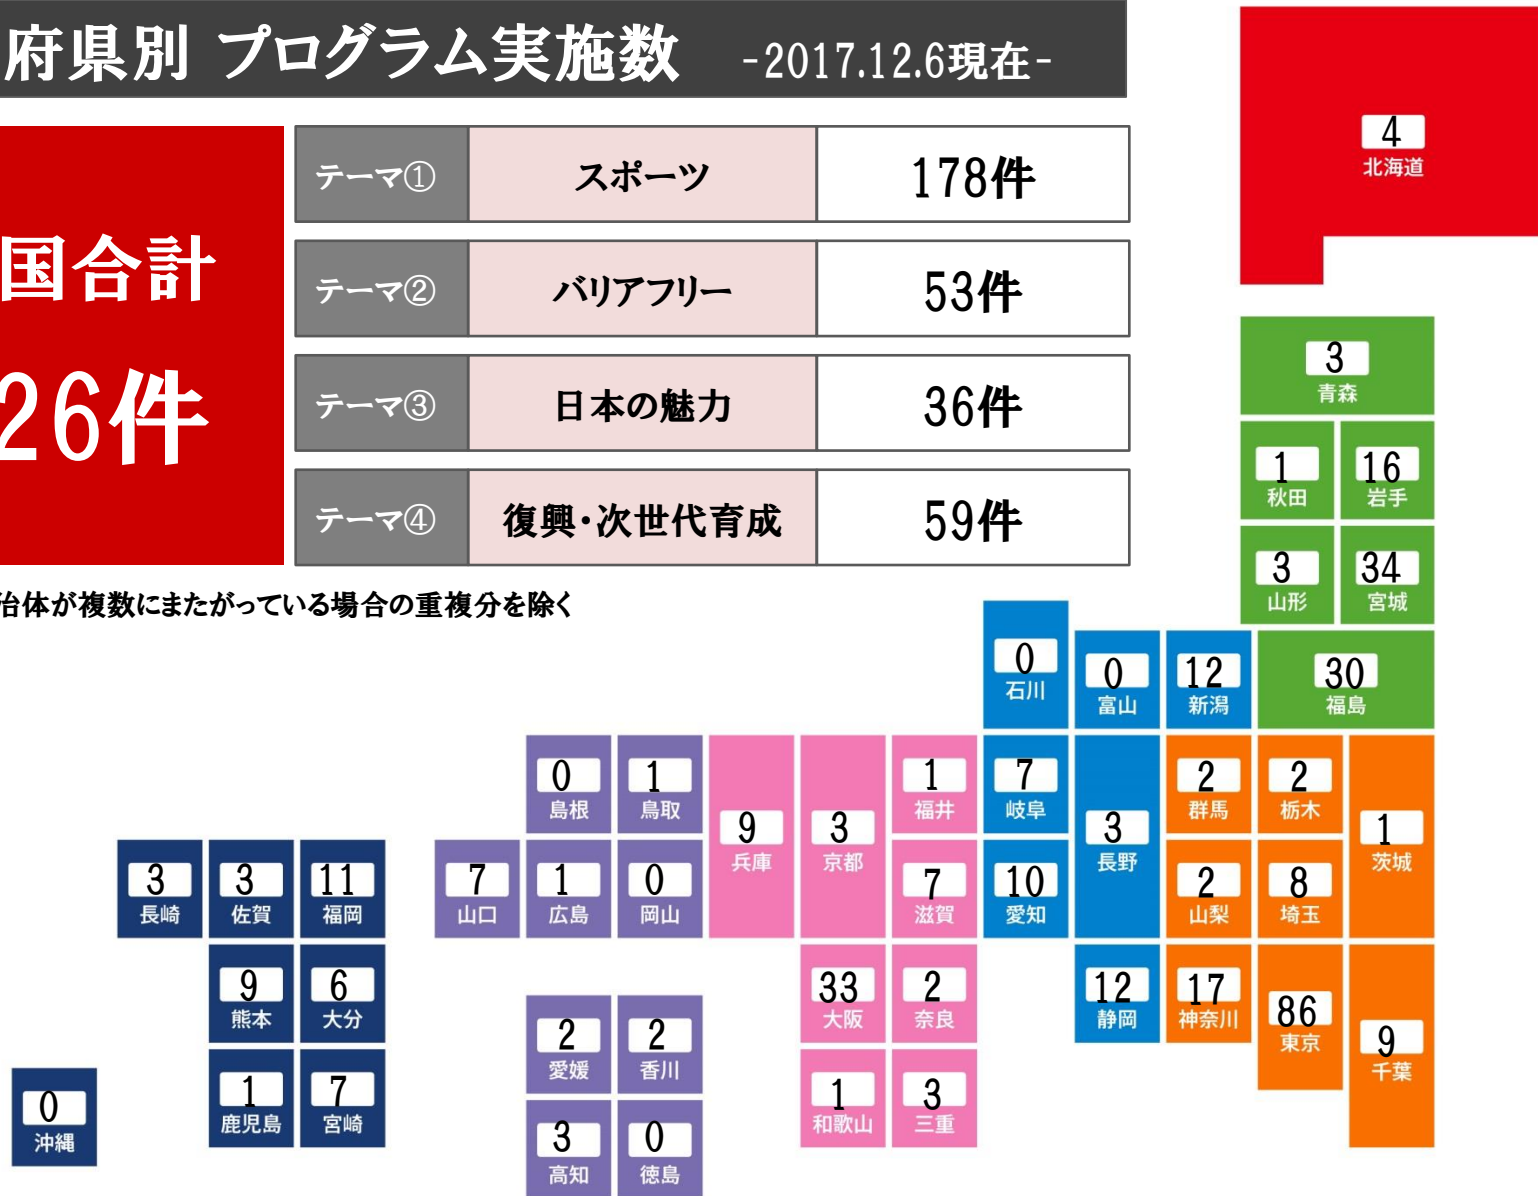 府県別 プログラム実施数 -2017.12.6現在-
国合計
26件
テーマ① スポーツ 178件
テーマ② バリアフリー 53件
テーマ③ 日本の魅力 36件
テーマ④ 復興・次世代育成 59件
治体が複数にまたがっている場合の重複分を除く
4
北海道
3
青森
1 16
秋田 岩手
3 34
山形 宮城
0 0 12 30
石川 富山 新潟 福島
0 1 1 7 2 2
島根 鳥取 福井 岐阜 群馬 栃木
9 3 3 1
兵庫 京都 長野 茨城
3 3 11 7 1 0 7 10 2 8
長崎 佐賀 福岡 山口 広島 岡山 滋賀 愛知 山梨 埼玉
9 6 33 2 12 17
熊本 大分 大阪 奈良 静岡 神奈川
86
東京
2 2 9
愛媛 香川 千葉
0 1 7 1 3
沖縄 鹿児島 宮崎 和歌山 三重
3 0
高知 徳島